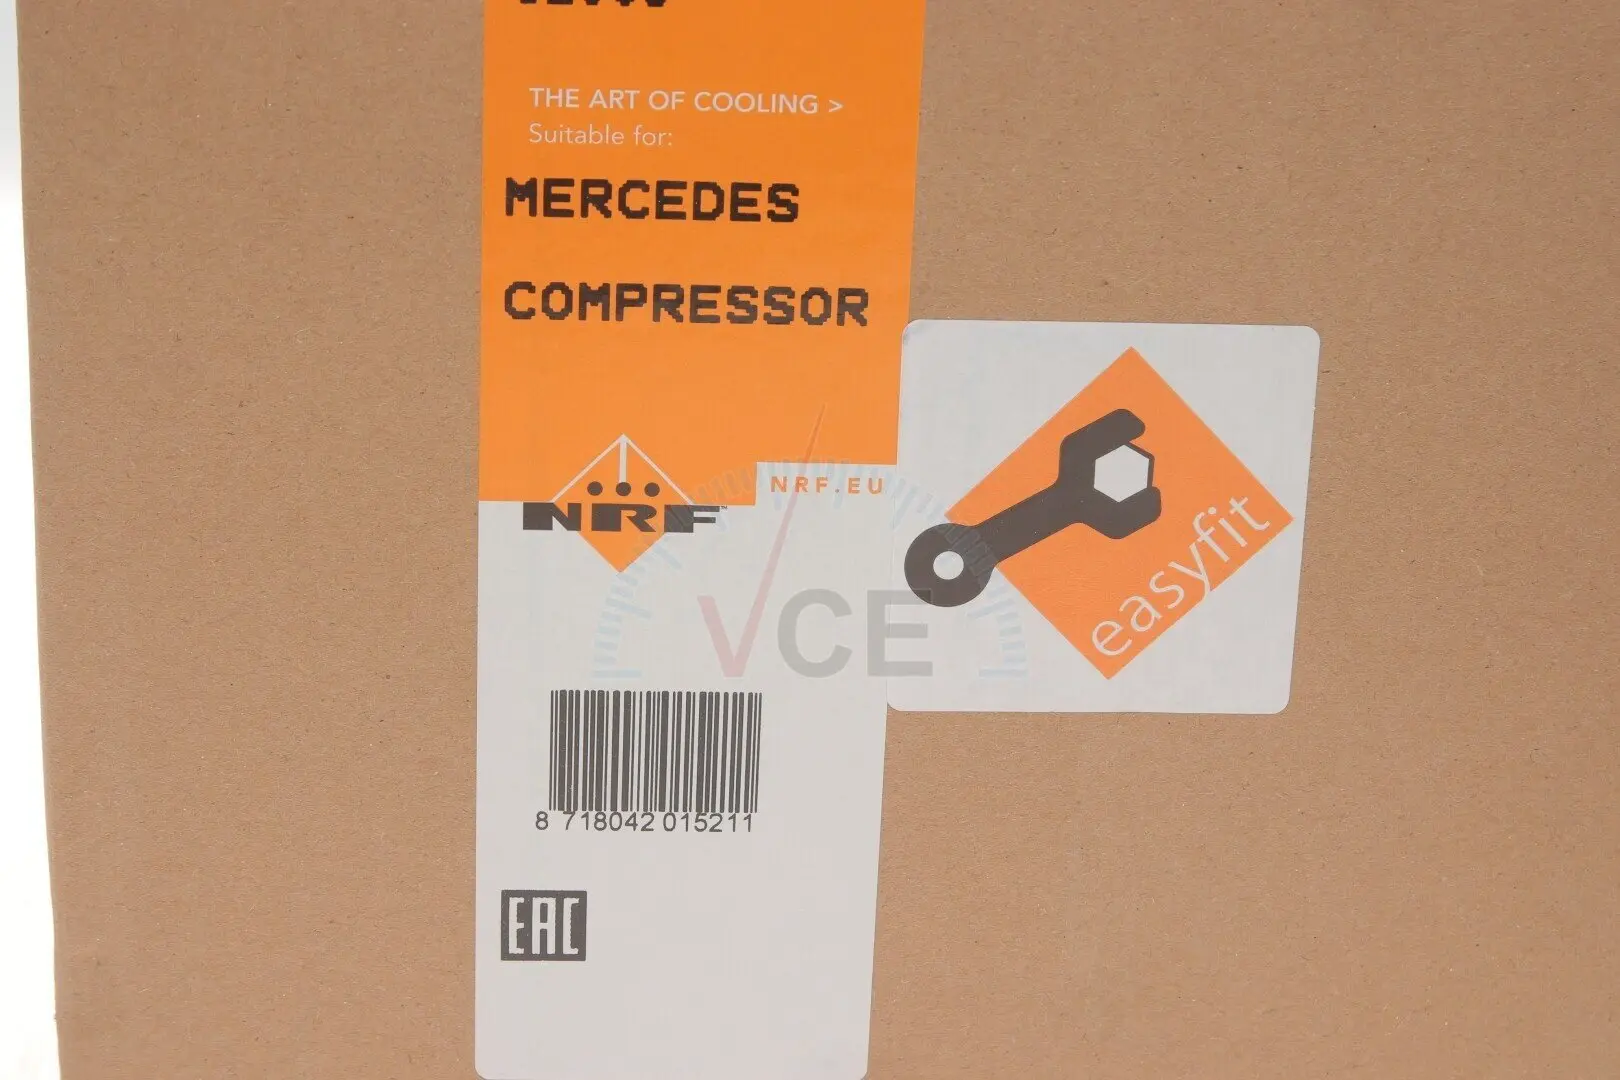 THE ART OF COOLING >
Suitable for:
MERCEDES
COMPRESSOR
NRF.EU
NRF
easyfit
VCE
8 718042 015211
EAC